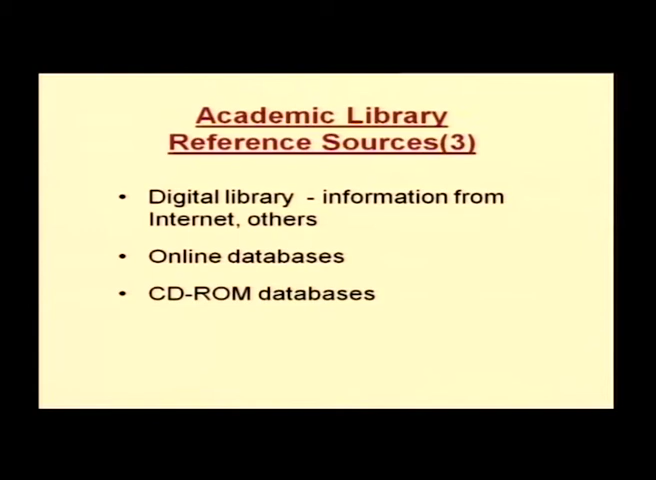 Academic Library
Reference Sources(3)
• Digital library - information from
Internet, others
• Online databases
• CD-ROM databases